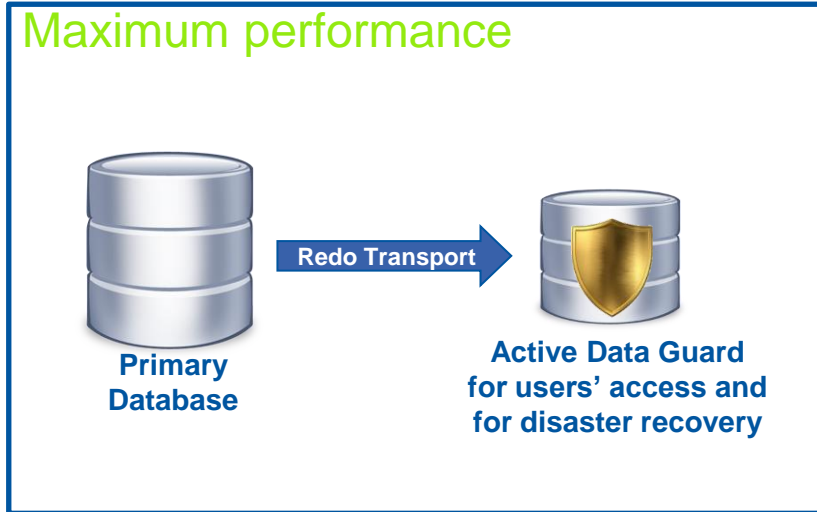 Maximum performance
Redo Transport
Primary
Database
Active Data Guard
for users’ access and
for disaster recovery